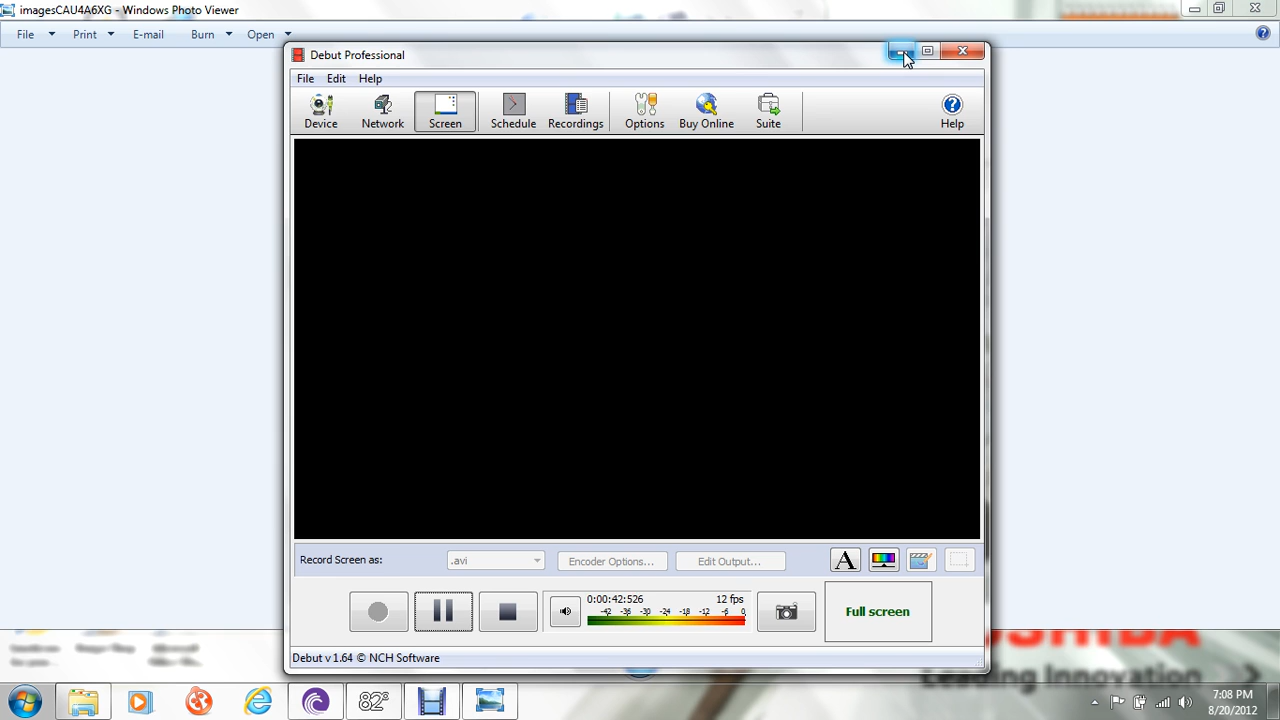 imagesCAU4A6XG - Windows Photo Viewer
File Print E-mail Burn Open
Debut Professional
File Edit Help
Device Network Screen Schedule Recordings Options Buy Online Suite Help
Record Screen as: .avi Encoder Options... Edit Output... A
0:00:42:526 12 fps
-42 -36 -30 -24 -18 -12 -6 0
Full screen
Debut v 1.64 © NCH Software
Leading Innovation
82°
7:08 PM
8/20/2012